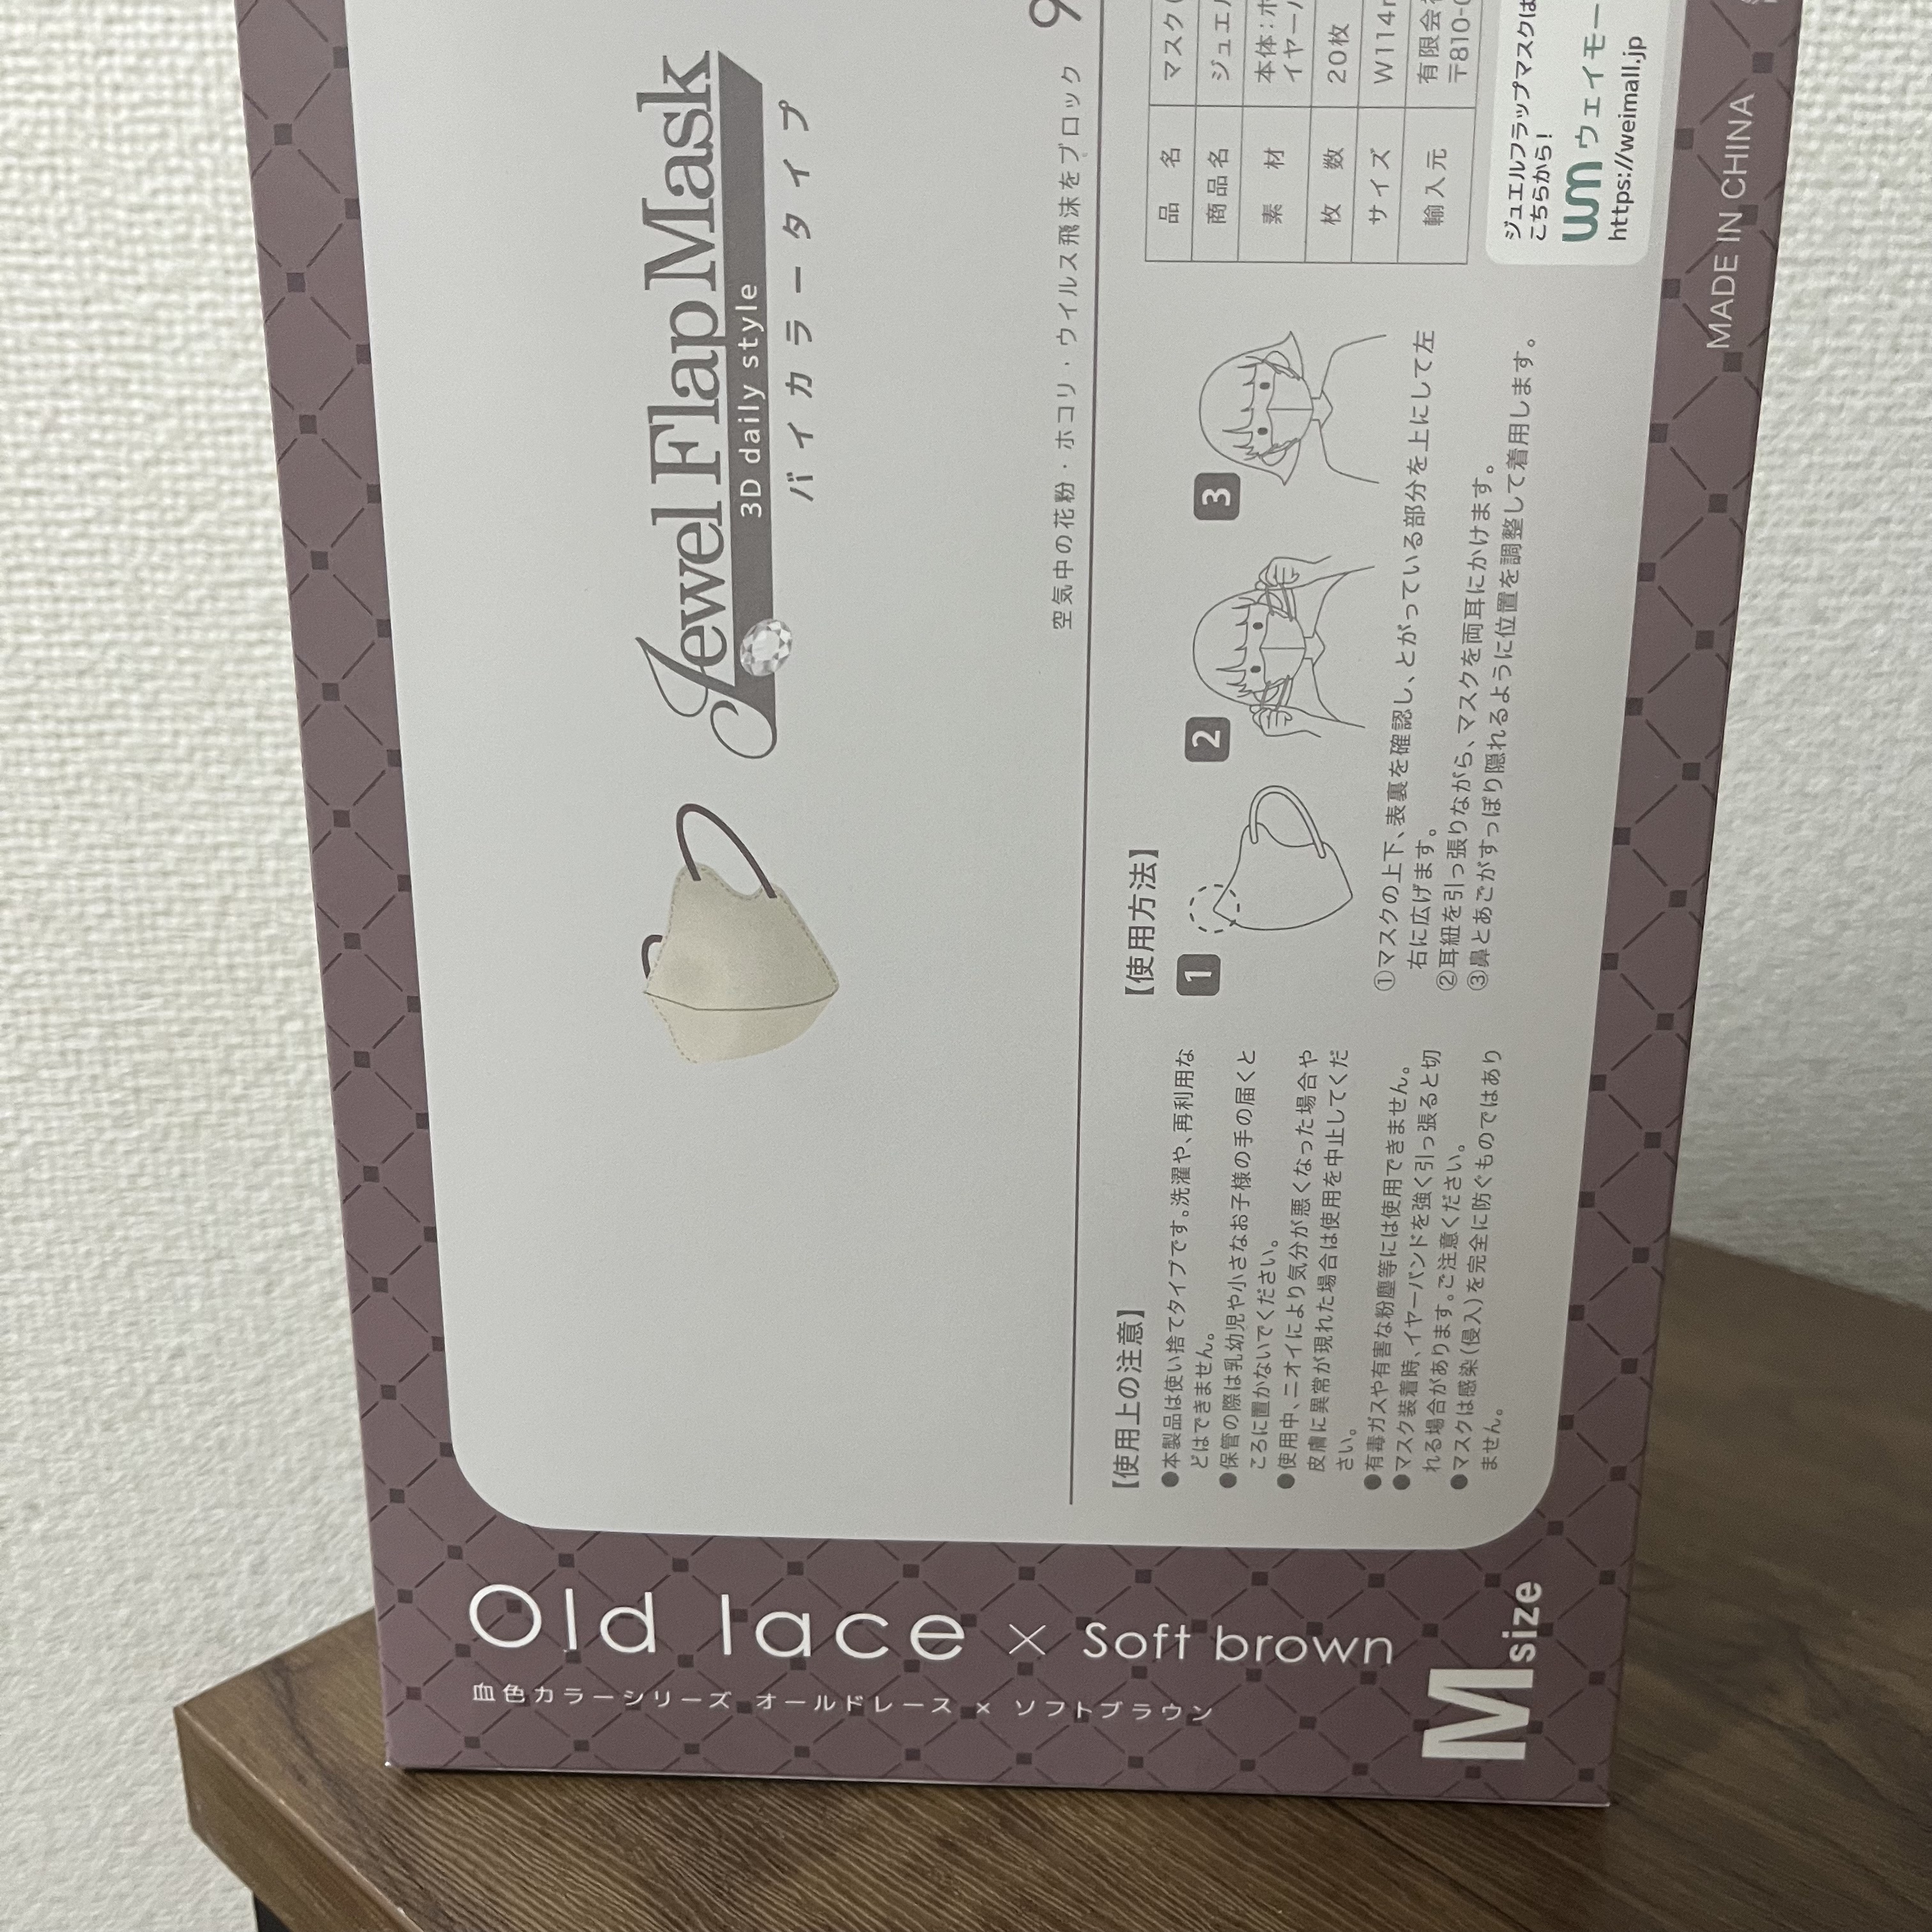 Jewel Flap Mask
3D daily style
バイカラータイプ
空気中の花粉・ホコリ・ウイルス飛沫をブロック
【使用上の注意】
●本製品は使い捨てタイプです。洗濯や、再利用な
どはできません。
●保管の際は乳幼児や小さなお子様の手の届くと
ころに置かないでください。
●使用中、ニオイにより気分が悪くなった場合や
皮膚に異常が現れた場合は使用を中止してくだ
さい。
●有毒ガスや有害な粉塵等には使用できません。
●マスク装着時、イヤーバンドを強く引っ張ると切
れる場合があります。ご注意ください。
●マスクは感染(侵入)を完全に防ぐものではあり
ません。
【使用方法】
1
2
3
①マスクの上下、表裏を確認し、とがっている部分を上にして左
右に広げます。
②耳紐を引っ張りながら、マスクを両耳にかけます。
③鼻とあごがすっぽり隠れるように位置を調整して着用します。
品名 マスク
商品名 ジュエル
素材 本体:ポ
イヤー
枚数 20枚
サイズ W114
輸入元 有限会社
〒810-
ジュエルフラップマスクは
こちらから!
wm ウェイモー
https://weimall.jp
MADE IN CHINA
Old lace × Soft brown
血色カラーシリーズ オールドレース × ソフトブラウン
M size